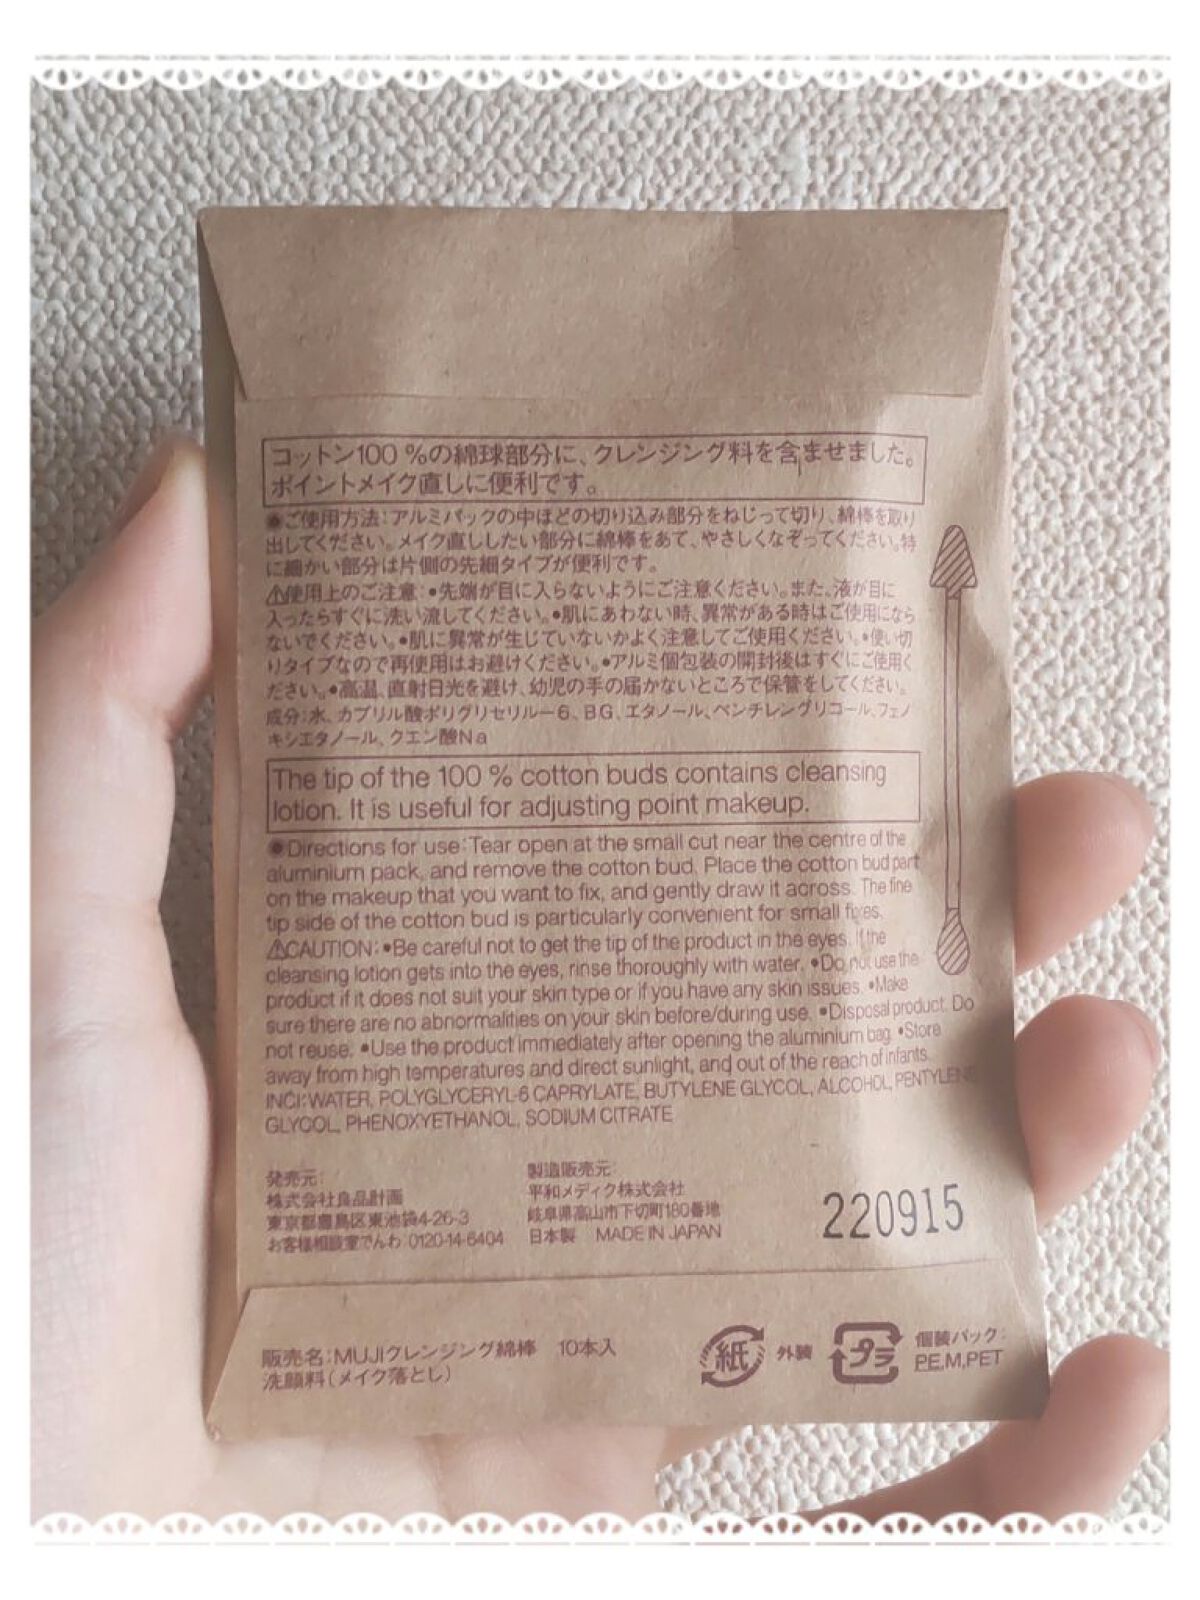 コットン100 %の綿球部分に、クレンジング料を含ませました。
ポイントメイク直しに便利です。
◉ご使用方法:アルミパックの中ほどの切り込み部分をねじって切り、綿棒を取り
出してください。メイク直ししたい部分に綿棒をあて、やさしくなぞってください。特
に細かい部分は片側の先細タイプが便利です。
⚠使用上のご注意:•先端が目に入らないようにご注意ください。また、液が目に
入ったらすぐに洗い流してください。•肌にあわない時、異常がある時はご使用になら
ないでください。•肌に異常が生じていないかよく注意してご使用ください。•使い切
りタイプなので再使用はお避けください。•アルミ個包装の開封後はすぐにご使用く
ださい。•高温、直射日光を避け、幼児の手の届かないところで保管をしてください。
成分:水、カプリル酸ポリグリセリル-6、BG、エタノール、ペンチレングリコール、フェノ
キシエタノール、クエン酸Na
The tip of the 100 % cotton buds contains cleansing
lotion. It is useful for adjusting point makeup.
◉Directions for use:Tear open at the small cut near the centre of the
aluminium pack, and remove the cotton bud. Place the cotton bud part
on the makeup that you want to fix, and gently draw it across. The fine
tip side of the cotton bud is particularly convenient for small fixes.
⚠CAUTION:•Be careful not to get the tip of the product in the eyes. If the
cleansing lotion gets into the eyes, rinse thoroughly with water. •Do not use the
product if it does not suit your skin type or if you have any skin issues. •Make
sure there are no abnormalities on your skin before/during use. •Disposal product. Do
not reuse. •Use the product immediately after opening the aluminium bag. •Store
away from high temperatures and direct sunlight, and out of the reach of infants.
INCI:WATER, POLYGLYCERYL-6 CAPRYLATE, BUTYLENE GLYCOL, ALCOHOL, PENTYLENE
GLYCOL, PHENOXYETHANOL, SODIUM CITRATE
発売元:
株式会社良品計画
東京都豊島区東池袋4-26-3
お客様相談室でんわ 0120-14-6404
製造販売元:
平和メディク株式会社
岐阜県高山市下切町180番地
日本製 MADE IN JAPAN
220915
販売名:MUJIクレンジング綿棒 10本入
洗顔料(メイク落とし)
紙 外装
プラ 個装パック:
PE,M,PET